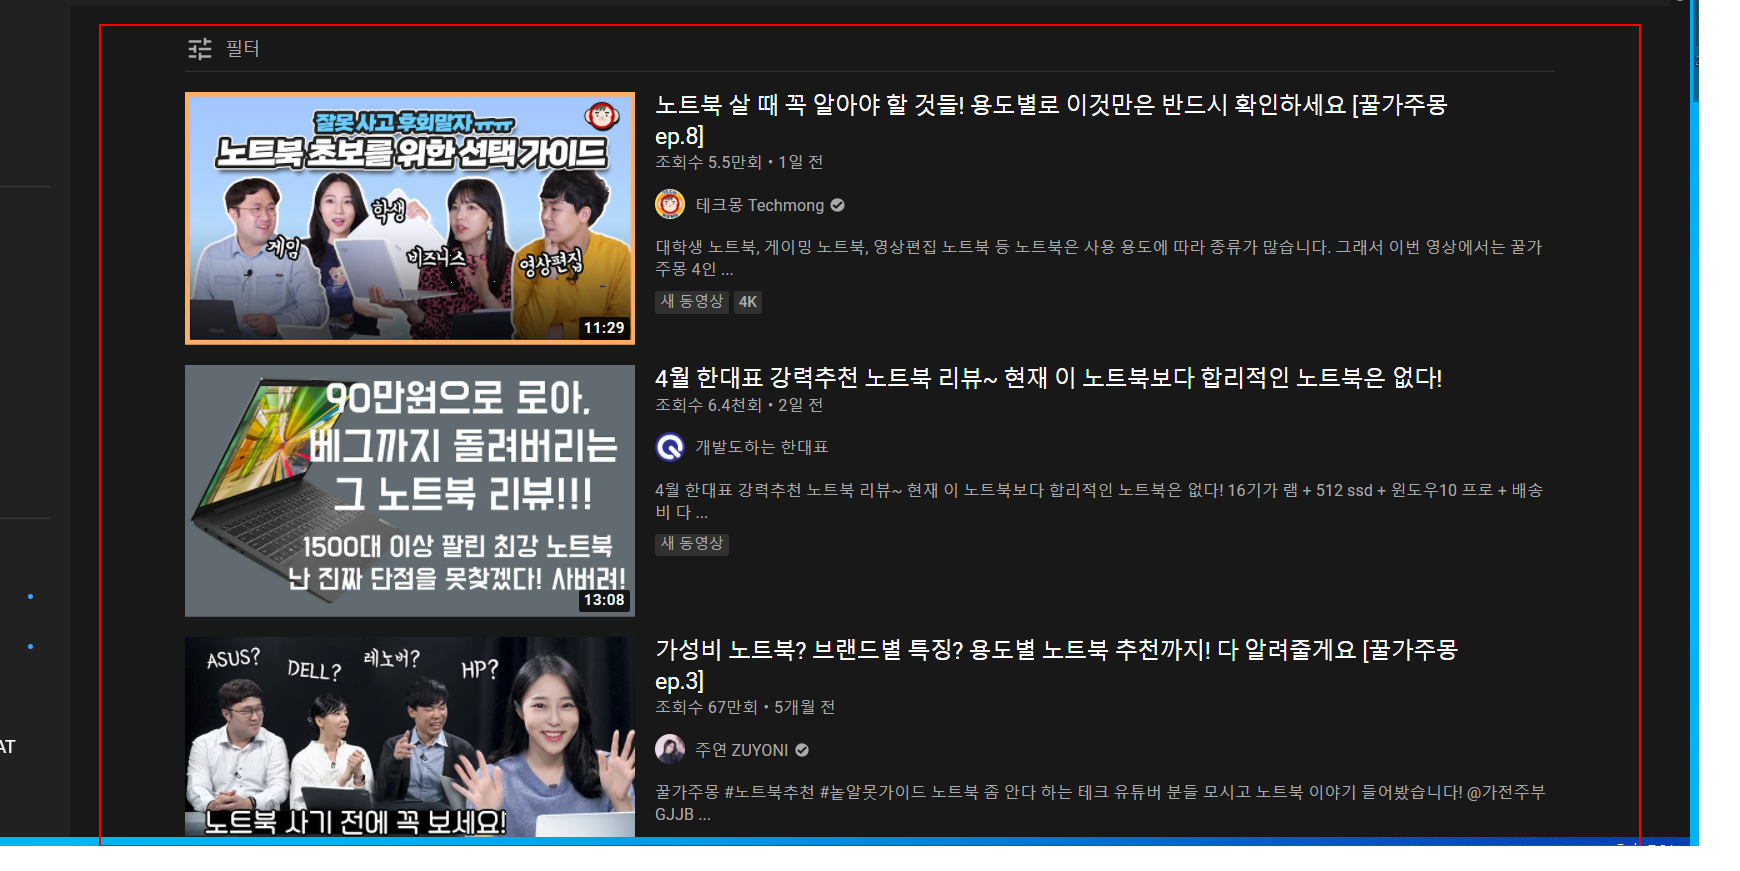 필터
잘못 사고 후회말자 ㅠㅠㅠ
노트북 초보를 위한 선택 가이드
게임
학생
비즈니스
영상편집
11:29
노트북 살 때 꼭 알아야 할 것들! 용도별로 이것만은 반드시 확인하세요 [꿀가주몽
ep.8]
조회수 5.5만회 • 1일 전
테크몽 Techmong
대학생 노트북, 게이밍 노트북, 영상편집 노트북 등 노트북은 사용 용도에 따라 종류가 많습니다. 그래서 이번 영상에서는 꿀가
주몽 4인 ...
새 동영상 4K
90만원으로 로아,
베그까지 돌려버리는
그 노트북 리뷰!!!
1500대 이상 팔린 최강 노트북
난 진짜 단점을 못찾겠다! 사버려!
13:08
4월 한대표 강력추천 노트북 리뷰~ 현재 이 노트북보다 합리적인 노트북은 없다!
조회수 6.4천회 • 2일 전
개발도하는 한대표
4월 한대표 강력추천 노트북 리뷰~ 현재 이 노트북보다 합리적인 노트북은 없다! 16기가 램 + 512 ssd + 윈도우10 프로 + 배송
비 다 ...
새 동영상
AT
ASUS?
DELL?
레노버?
HP?
노트북 사기 전에 꼭 보세요!
가성비 노트북? 브랜드별 특징? 용도별 노트북 추천까지! 다 알려줄게요 [꿀가주몽
ep.3]
조회수 67만회 • 5개월 전
주연 ZUYONI
꿀가주몽 #노트북추천 #놑알못가이드 노트북 좀 안다 하는 테크 유튜버 분들 모시고 노트북 이야기 들어봤습니다! @가전주부
GJJB ...